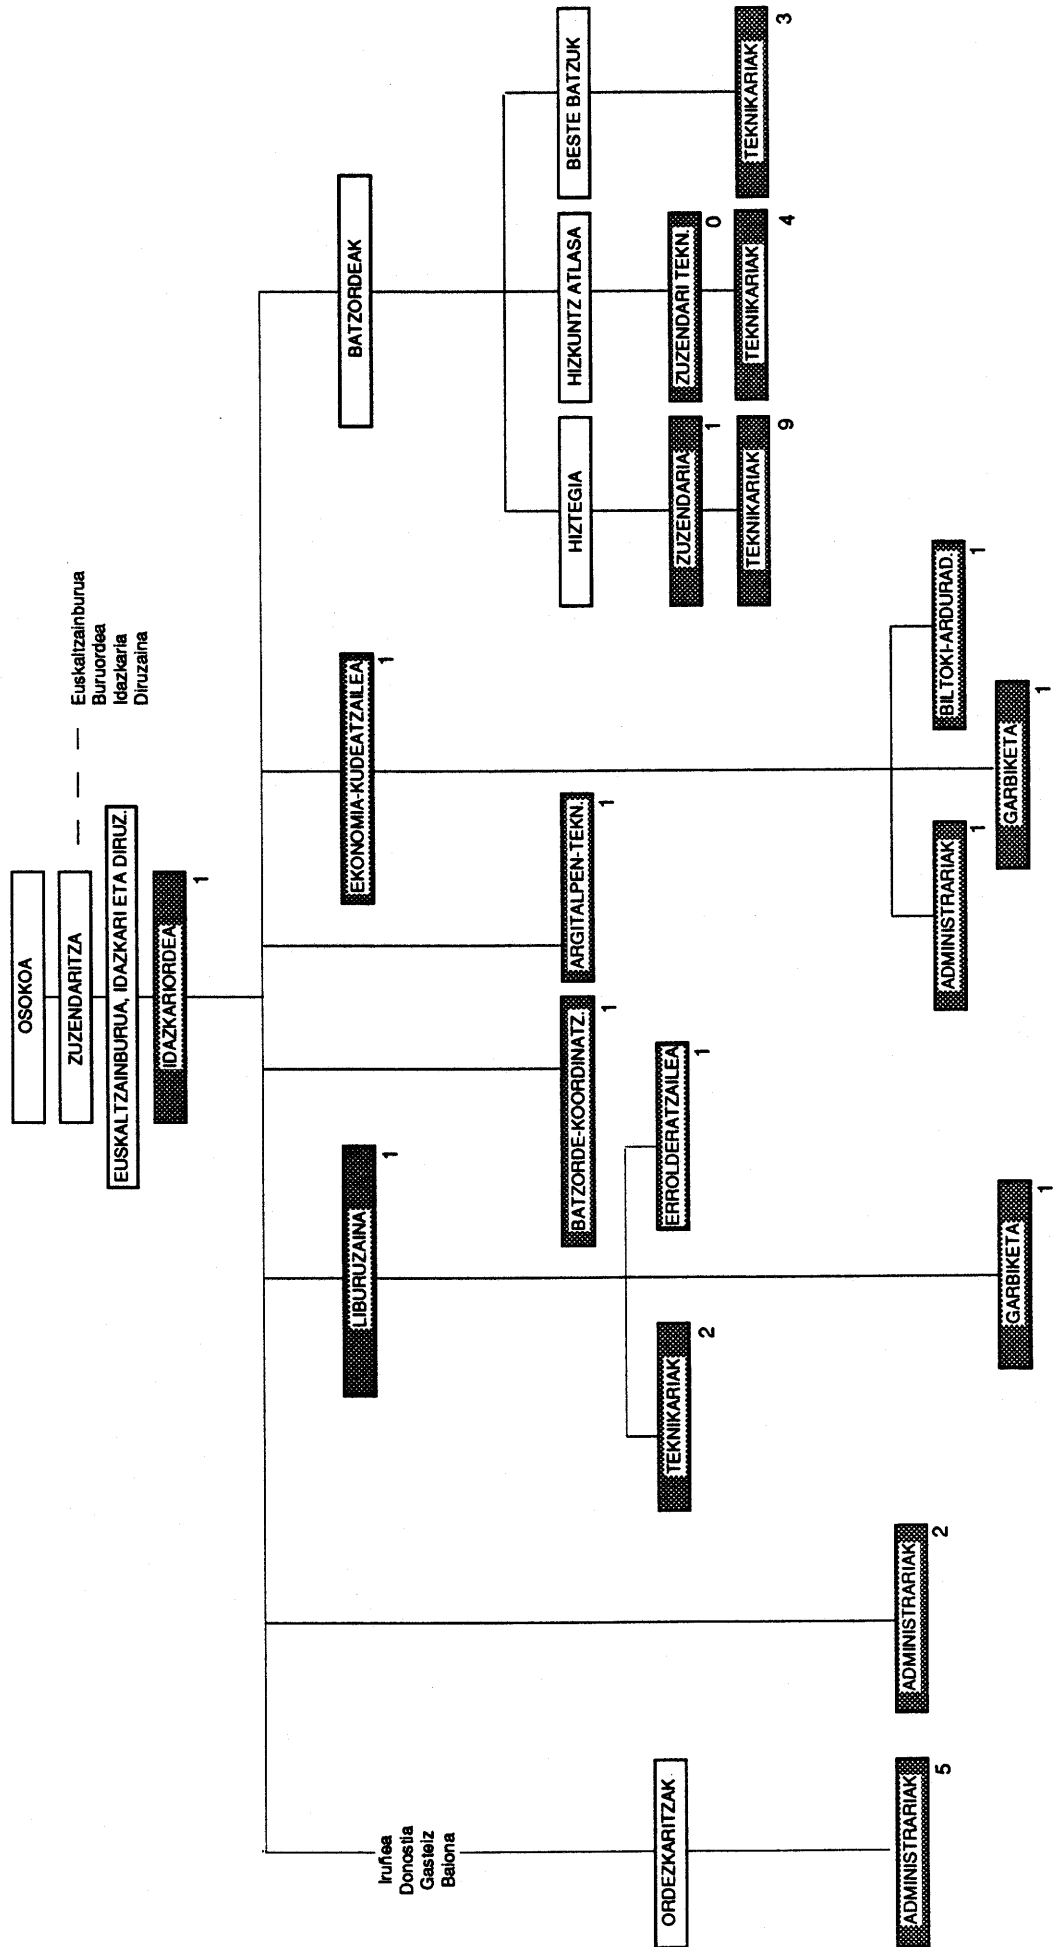 OSOKOA
ZUZENDARITZA
Euskaltzainburua
Buruordea
Idazkaria
Diruzaina
EUSKALTZAINBURUA, IDAZKARI ETA DIRUZ.
IDAZKARIORDEA
1
Iruñea
Donostia
Gasteiz
Baiona
ORDEZKARITZAK
ADMINISTRARIAK
5
ADMINISTRARIAK
2
LIBURUZAINA
1
TEKNIKARIAK
2
ERROLDERATZAILEA
1
GARBIKETA
1
BATZORDE-KOORDINATZ.
1
ARGITALPEN-TEKN.
1
EKONOMIA-KUDEATZAILEA
1
ADMINISTRARIAK
1
BILTOKI-ARDURAD.
1
GARBIKETA
1
BATZORDEAK
HIZTEGIA
ZUZENDARIA
1
TEKNIKARIAK
9
HIZKUNTZ ATLASA
ZUZENDARI TEKN.
0
TEKNIKARIAK
4
BESTE BATZUK
TEKNIKARIAK
3